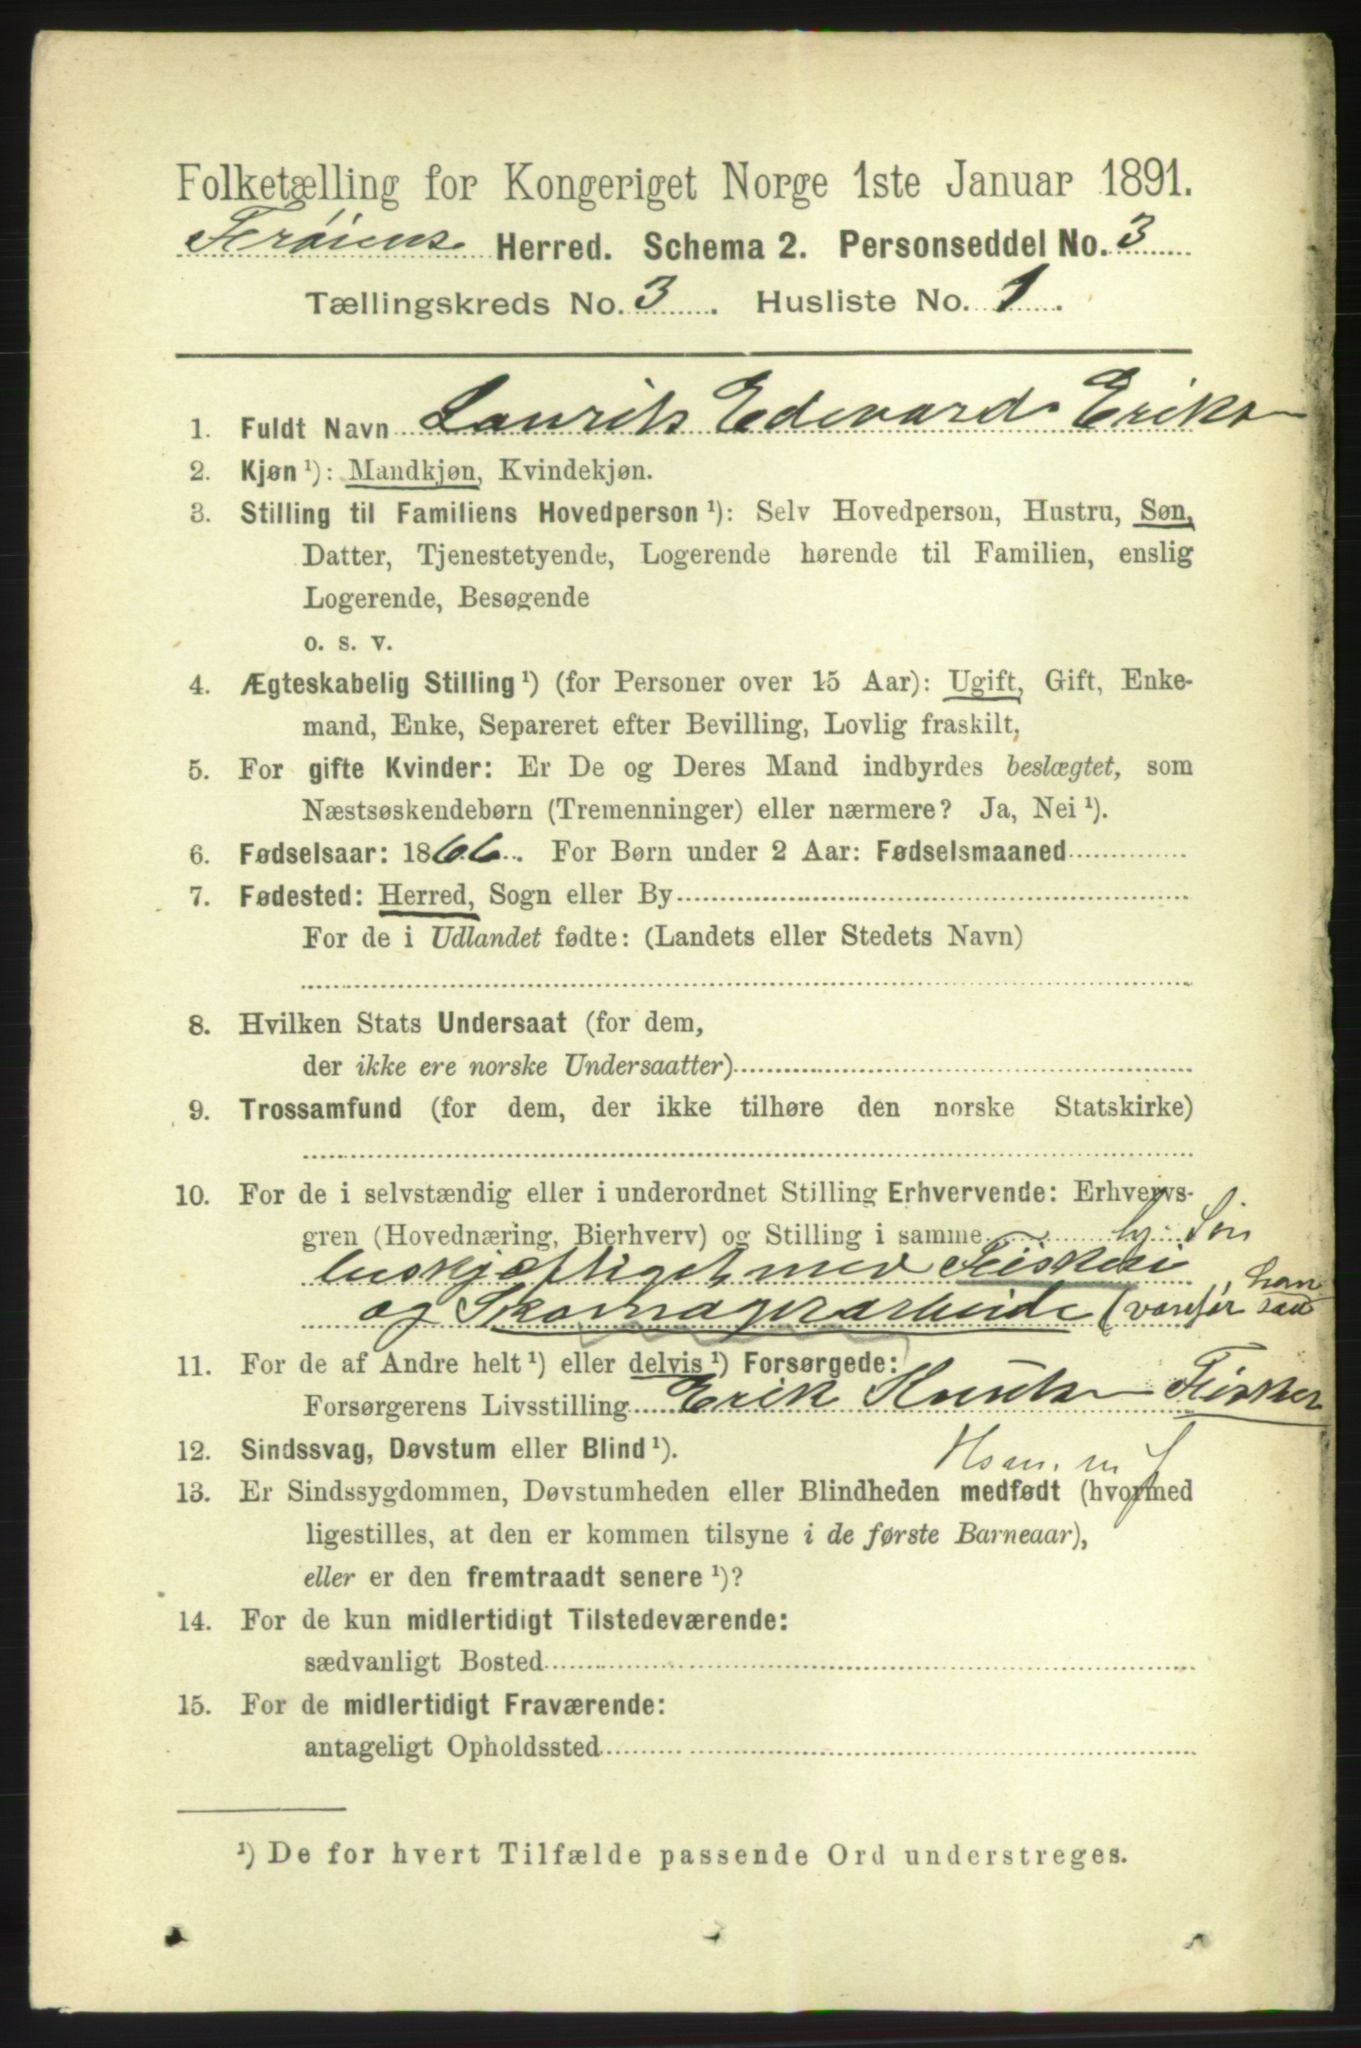 Folketælling for Kongeriget Norge 1ste Januar 1891.
Frøiens Herred. Schema 2. Personseddel No. 3
Tællingskreds No. 3. Husliste No. 1.
1. Fuldt Navn Laurits Edevard Eriks
2. Kjøn ¹): Mandkjøn, Kvindekjøn.
3. Stilling til Familiens Hovedperson ¹): Selv Hovedperson, Hustru, Søn,
Datter, Tjenestetyende, Logerende hørende til Familien, enslig
Logerende, Besøgende
o. s. v.
4. Ægteskabelig Stilling ¹) (for Personer over 15 Aar): Ugift, Gift, Enke-
mand, Enke, Separeret efter Bevilling, Lovlig fraskilt,
5. For gifte Kvinder: Er De og Deres Mand indbyrdes beslægtet, som
Næstsøskendebørn (Tremenninger) eller nærmere? Ja, Nei ¹).
6. Fødselsaar: 1866. For Børn under 2 Aar: Fødselsmaaned
7. Fødested: Herred, Sogn eller By
For de i Udlandet fødte: (Landets eller Stedets Navn)
8. Hvilken Stats Undersaat (for dem,
der ikke ere norske Undersaatter)
9. Trossamfund (for dem, der ikke tilhøre den norske Statskirke)
10. For de i selvstændig eller i underordnet Stilling Erhvervende: Erhvervs-
gren (Hovednæring, Bierhverv) og Stilling i samme
beskjæftiget med Fiskeri
og Skomagerarbeide
11. For de af Andre helt ¹) eller delvis ¹) Forsørgede:
Forsørgerens Livsstilling Erik Knuts Fisker
12. Sindssvag, Døvstum eller Blind ¹).
13. Er Sindssygdommen, Døvstumheden eller Blindheden medfødt (hvormed
ligestilles, at den er kommen tilsyne i de første Barneaar),
eller er den fremtraadt senere ¹)?
14. For de kun midlertidigt Tilstedeværende:
sædvanligt Bosted
15. For de midlertidigt Fraværende:
antageligt Opholdssted
¹) De for hvert Tilfælde passende Ord understreges.